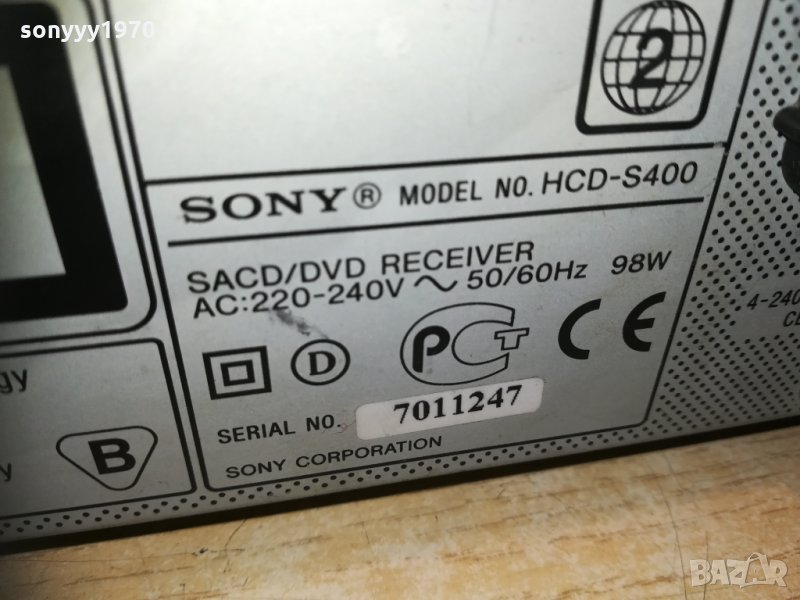 sonyyy1970
2
SONY® MODEL NO. HCD-S400
SACD/DVD RECEIVER
AC:220-240V ~ 50/60Hz 98W
D
PCT
CE
4-240
SERIAL NO. 7011247
SONY CORPORATION
gy
y
B
BAZAR